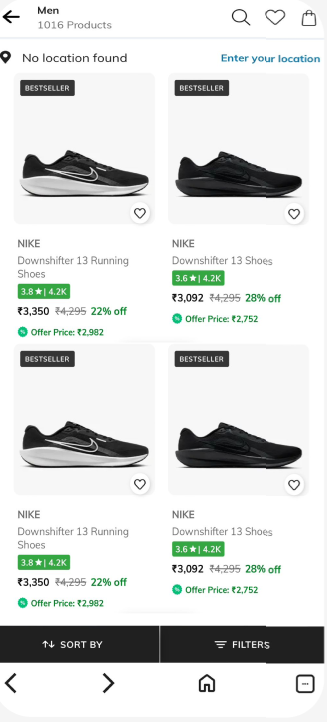 Men
1016 Products
No location found
Enter your location
BESTSELLER
BESTSELLER
NIKE
Downshifter 13 Running
Shoes
3.8 ★ | 4.2K
₹3,350 ₹4,295 22% off
% Offer Price: ₹2,982
NIKE
Downshifter 13 Shoes
3.6 ★ | 4.2K
₹3,092 ₹4,295 28% off
% Offer Price: ₹2,752
BESTSELLER
BESTSELLER
NIKE
Downshifter 13 Running
Shoes
3.8 ★ | 4.2K
₹3,350 ₹4,295 22% off
% Offer Price: ₹2,982
NIKE
Downshifter 13 Shoes
3.6 ★ | 4.2K
₹3,092 ₹4,295 28% off
% Offer Price: ₹2,752
SORT BY
FILTERS